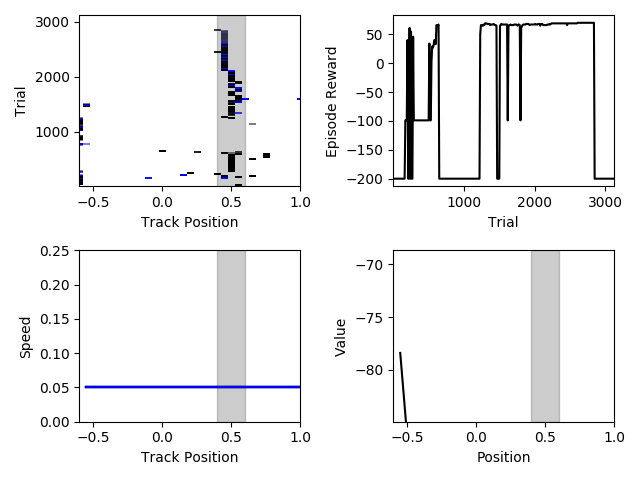 3000
2000
1000
Trial
−0.5 0.0 0.5 1.0
Track Position
50
0
−50
−100
−150
−200
Episode Reward
1000 2000 3000
Trial
0.25
0.20
0.15
0.10
0.05
0.00
Speed
−0.5 0.0 0.5 1.0
Track Position
−70
−75
−80
Value
−0.5 0.0 0.5 1.0
Position